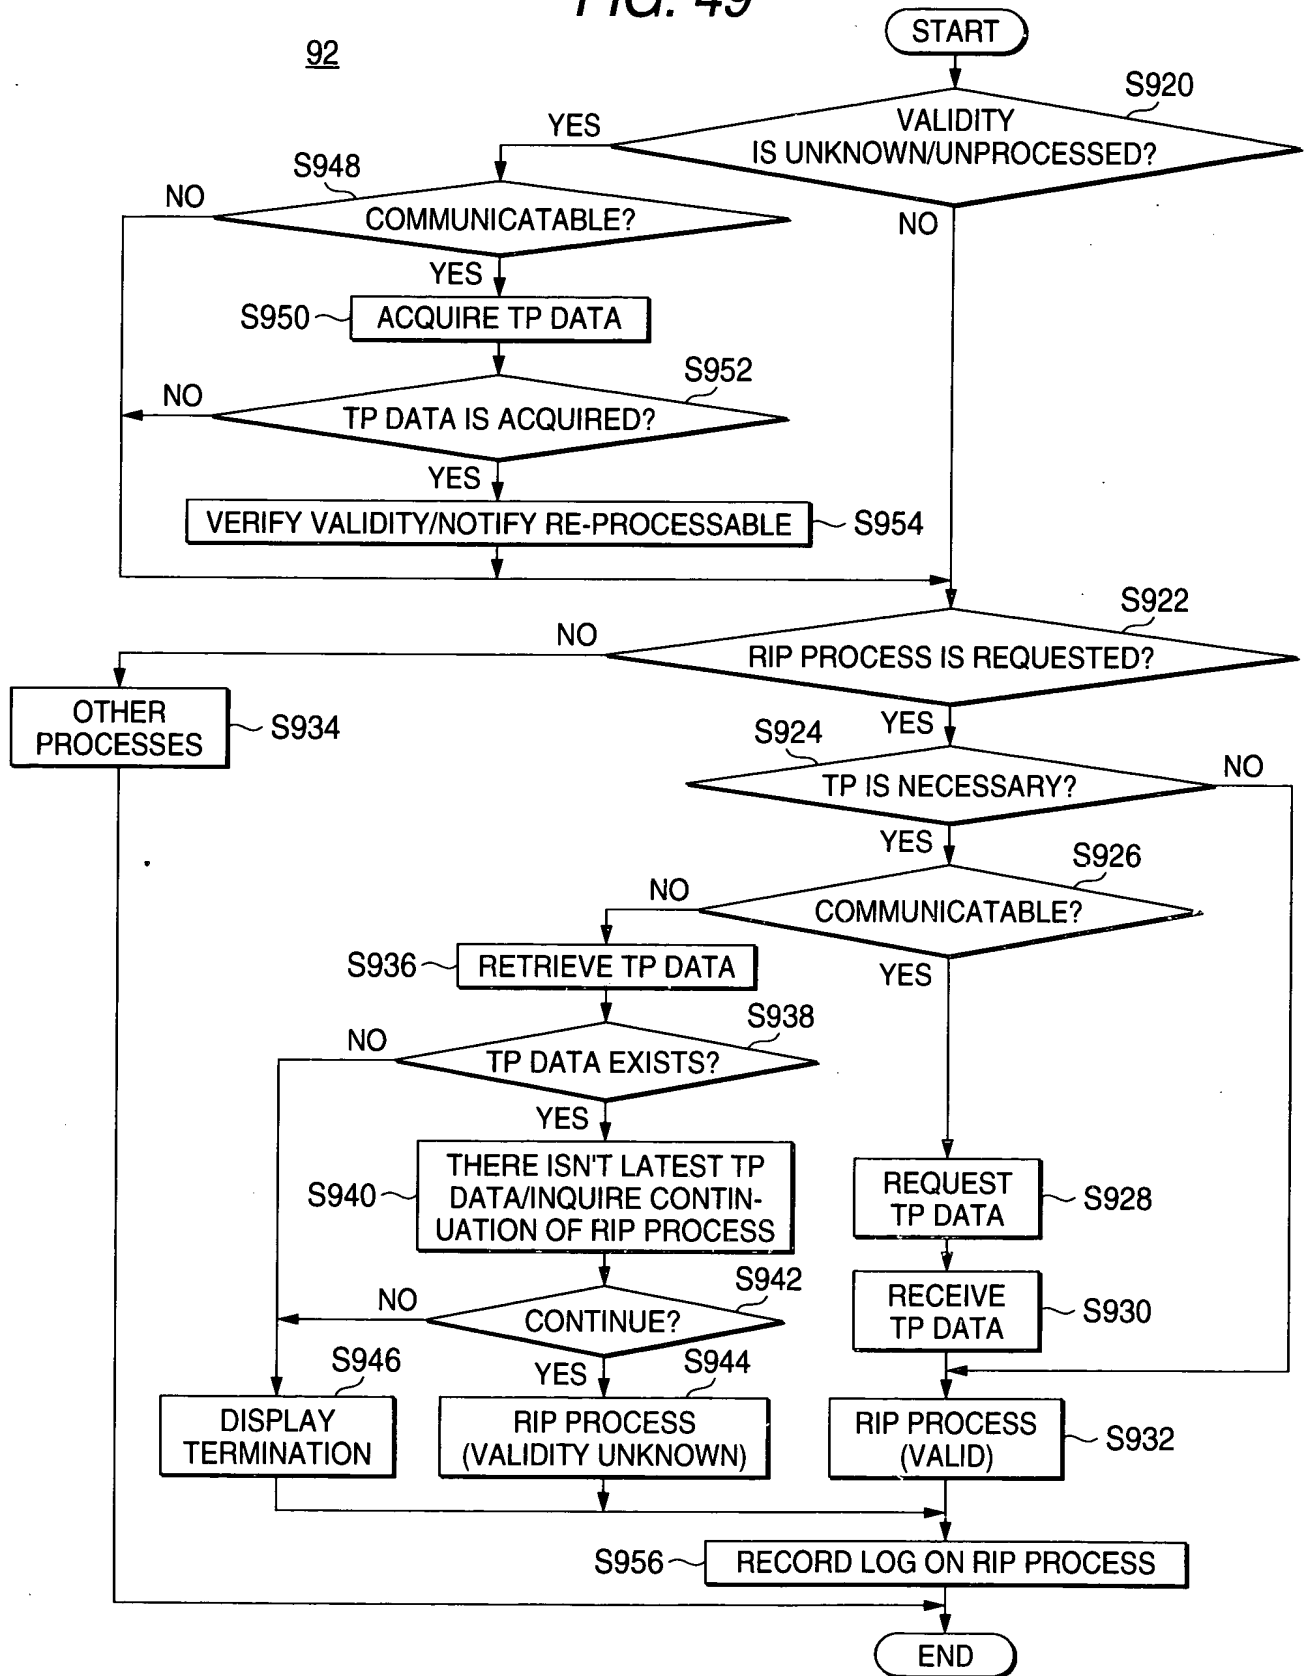 FIG. 49
92
START
S920
VALIDITY
IS UNKNOWN/UNPROCESSED?
YES
NO
S948
COMMUNICATABLE?
NO
YES
S950
ACQUIRE TP DATA
S952
TP DATA IS ACQUIRED?
NO
YES
VERIFY VALIDITY/NOTIFY RE-PROCESSABLE
S954
S922
RIP PROCESS IS REQUESTED?
NO
YES
OTHER
PROCESSES
S934
S924
TP IS NECESSARY?
NO
YES
S926
COMMUNICATABLE?
NO
YES
S936
RETRIEVE TP DATA
S938
TP DATA EXISTS?
NO
YES
S940
THERE ISN'T LATEST TP
DATA/INQUIRE CONTIN-
UATION OF RIP PROCESS
REQUEST
TP DATA
S928
S942
CONTINUE?
NO
YES
RECEIVE
TP DATA
S930
S946
DISPLAY
TERMINATION
S944
RIP PROCESS
(VALIDITY UNKNOWN)
RIP PROCESS
(VALID)
S932
S956
RECORD LOG ON RIP PROCESS
END